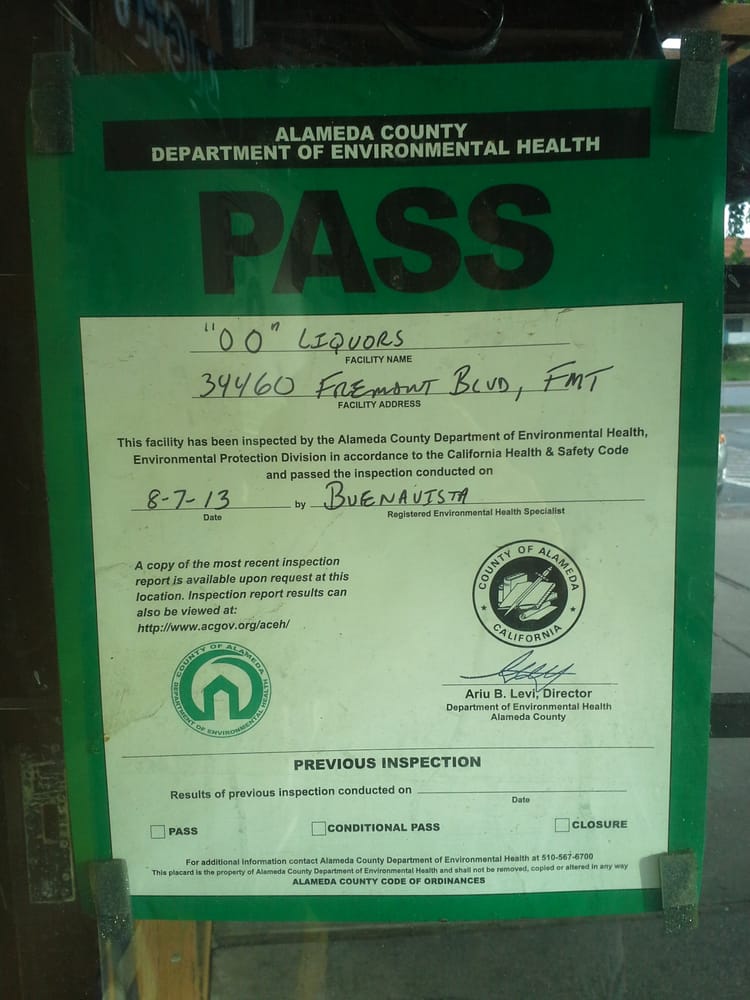 ALAMEDA COUNTY
DEPARTMENT OF ENVIRONMENTAL HEALTH
PASS
"OO" LIQUORS
FACILITY NAME
34460 FREMONT BLVD, FMT
FACILITY ADDRESS
This facility has been inspected by the Alameda County Department of Environmental Health,
Environmental Protection Division in accordance to the California Health & Safety Code
and passed the inspection conducted on
8-7-13 by BUENAVISTA
Date Registered Environmental Health Specialist
A copy of the most recent inspection
report is available upon request at this
location. Inspection report results can
also be viewed at:
http://www.acgov.org/aceh/
COUNTY OF ALAMEDA
CALIFORNIA
COUNTY OF ALAMEDA
DEPARTMENT OF ENVIRONMENTAL HEALTH
Ariu B. Levi, Director
Department of Environmental Health
Alameda County
PREVIOUS INSPECTION
Results of previous inspection conducted on
Date
PASS CONDITIONAL PASS CLOSURE
For additional information contact Alameda County Department of Environmental Health at 510-567-6700
This placard is the property of Alameda County Department of Environmental Health and shall not be removed, copied or altered in any way
ALAMEDA COUNTY CODE OF ORDINANCES